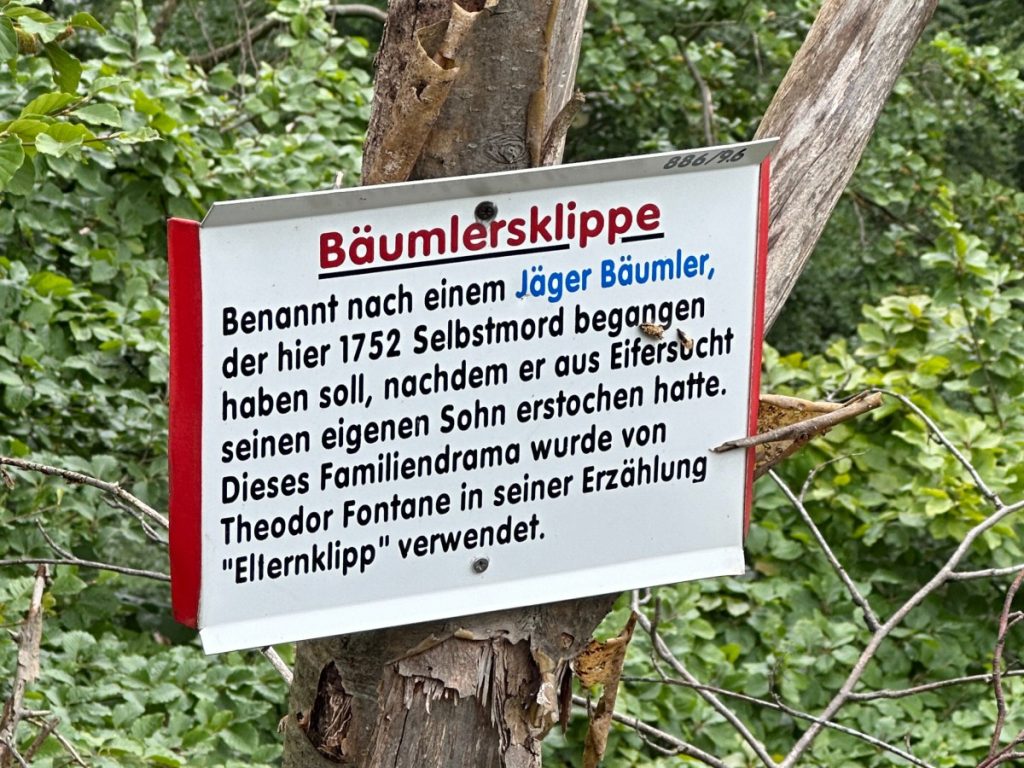 886/96
Bäumlersklippe
Benannt nach einem Jäger Bäumler,
der hier 1752 Selbstmord begangen
haben soll, nachdem er aus Eifersucht
seinen eigenen Sohn erstochen hatte.
Dieses Familiendrama wurde von
Theodor Fontane in seiner Erzählung
"Ellernklipp" verwendet.